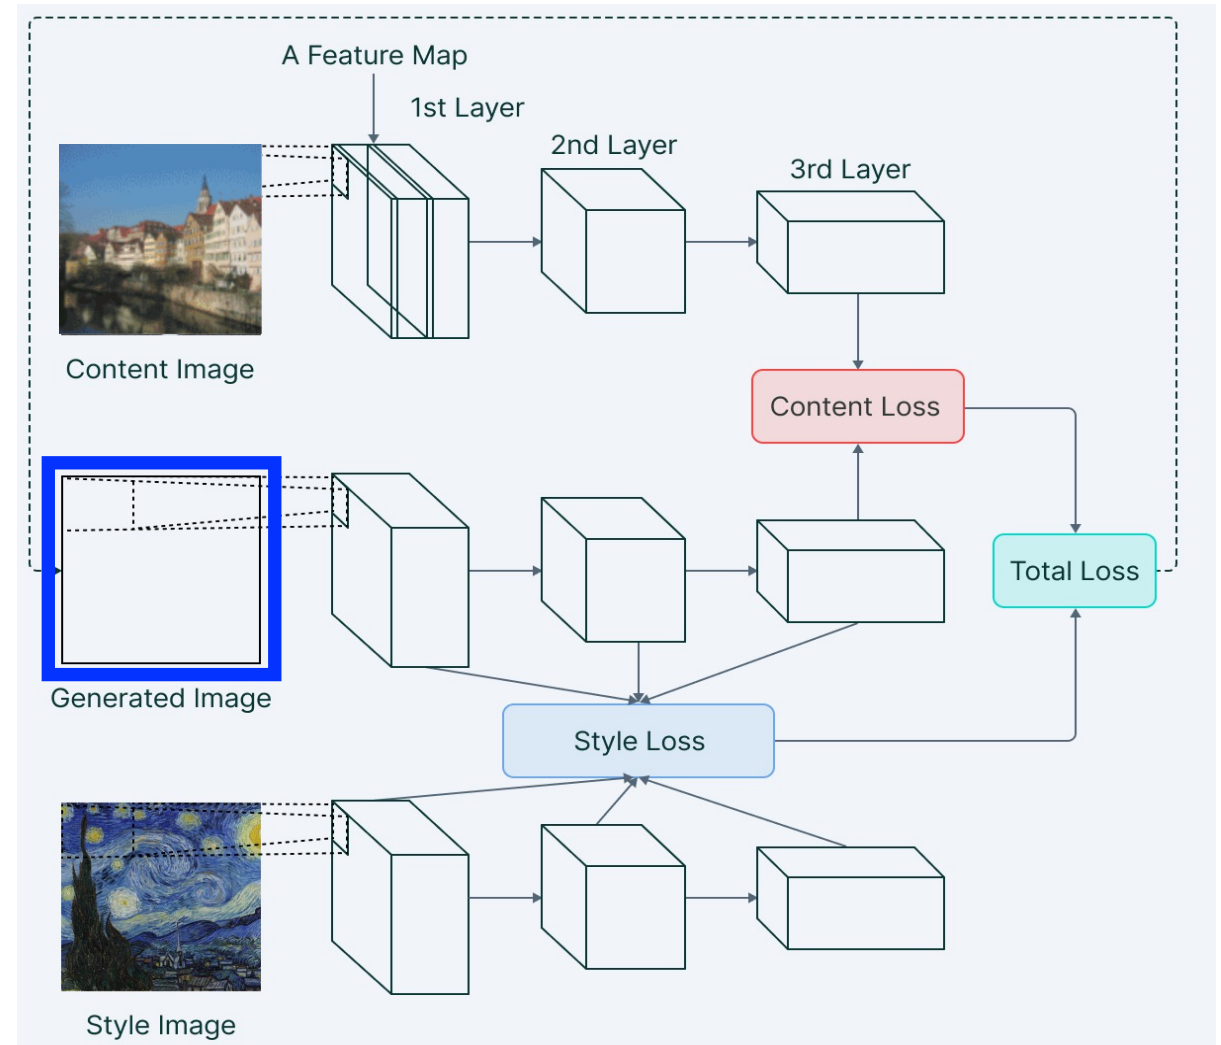 A Feature Map
1st Layer
2nd Layer
3rd Layer
Content Image
Content Loss
Total Loss
Generated Image
Style Loss
Style Image